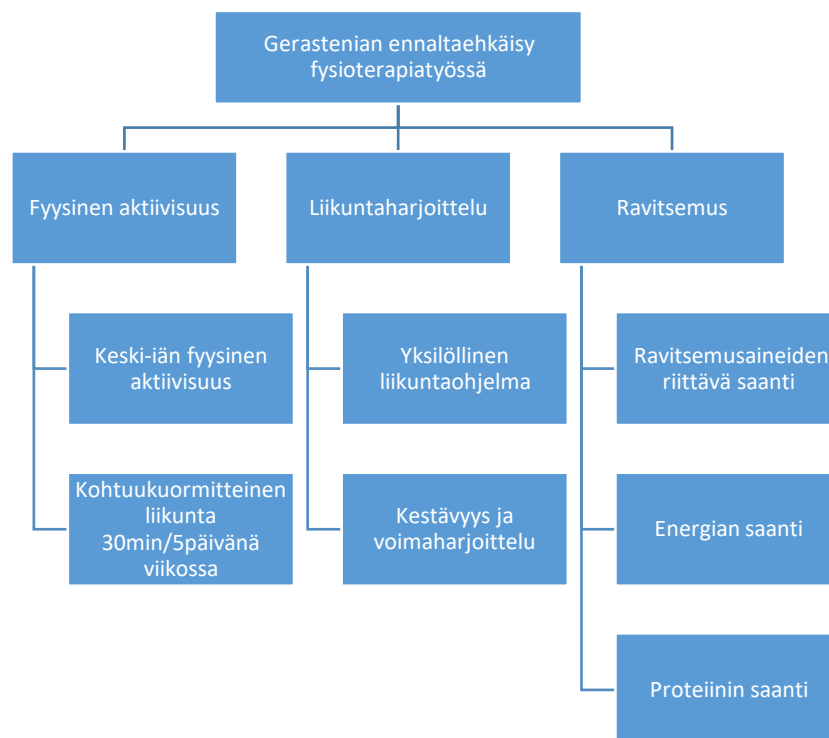 Gerastenian ennaltaehkäisy
fysioterapiatyössä
Fyysinen aktiivisuus
Liikuntaharjoittelu
Ravitsemus
Keski-iän fyysinen
aktiivisuus
Yksilöllinen
liikuntaohjelma
Ravitsemusaineiden
riittävä saanti
Kohtuukuormitteinen
liikunta
30min/5päivänä
viikossa
Kestävyys ja
voimaharjoittelu
Energian saanti
Proteiinin saanti